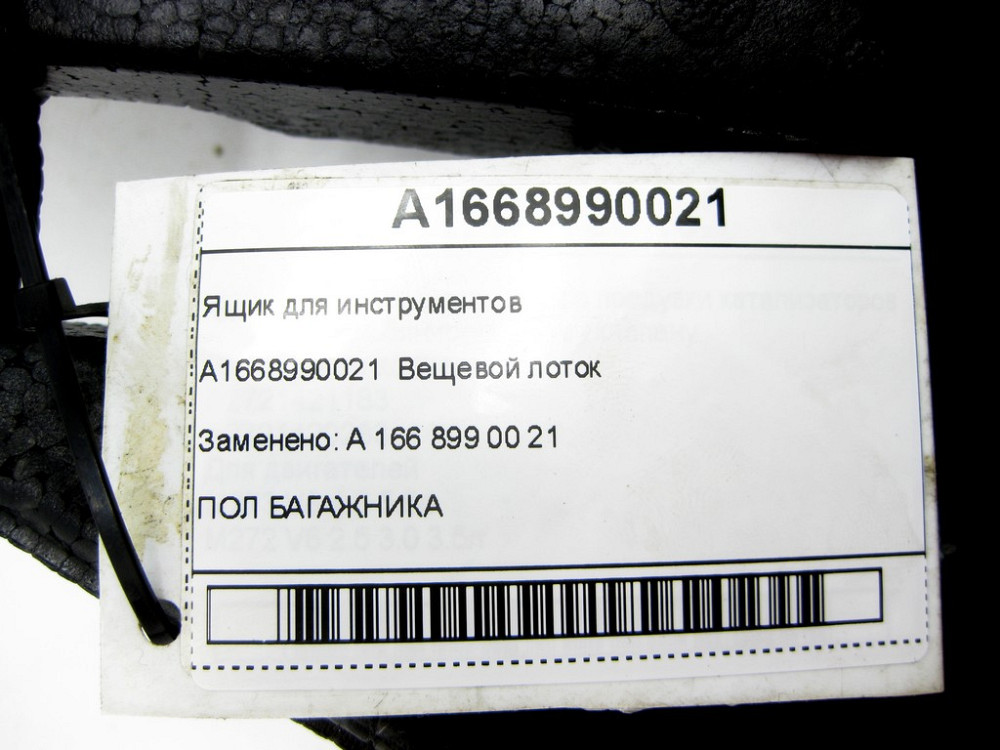 A1668990021
Ящик для инструментов
A1668990021 Вещевой лоток
Заменено: A 166 899 00 21
ПОЛ БАГАЖНИКА